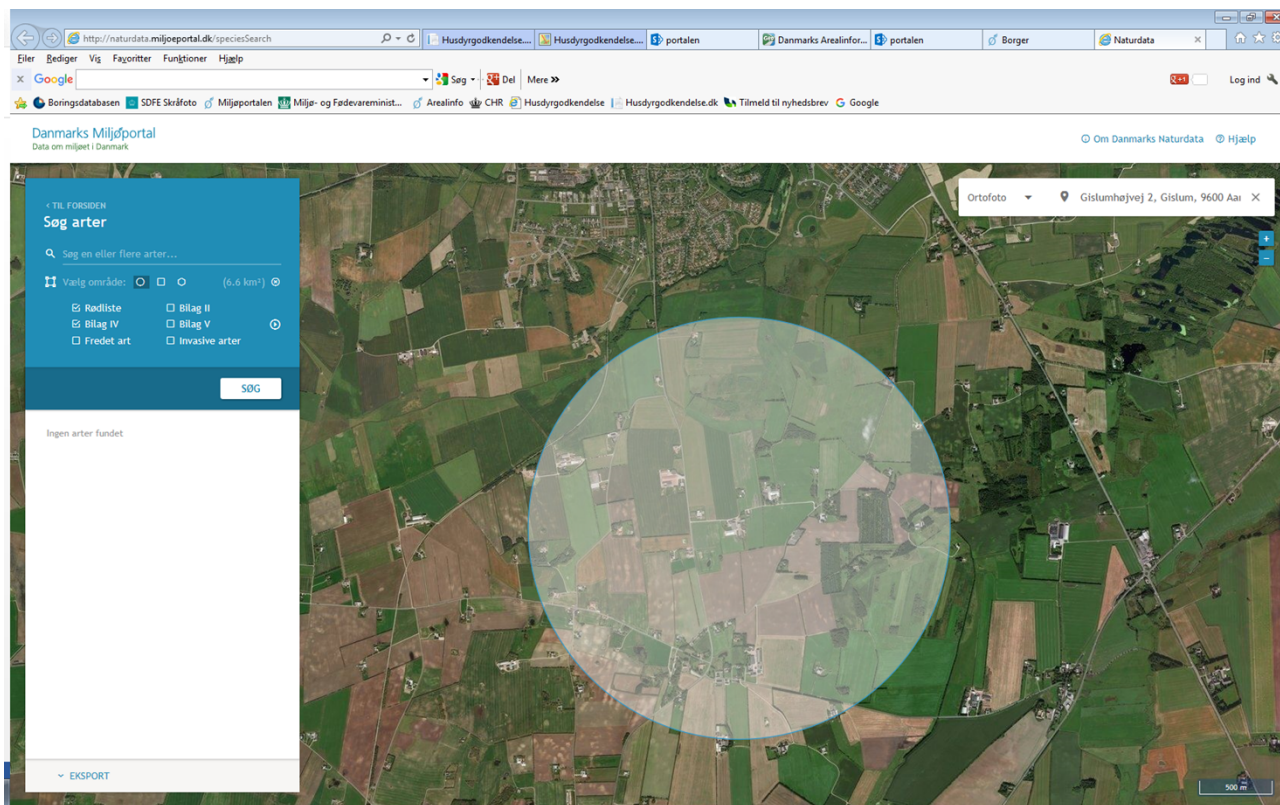 http://naturdata.miljoeportal.dk/speciesSearch
Husdyrgodkendelse....
Husdyrgodkendelse....
portalen
Danmarks Arealinfor...
portalen
Borger
Naturdata
Filer Rediger Vis Favoritter Funktioner Hjælp
Google Søg Del Mere »
Log ind
Boringsdatabasen SDFE Skråfoto Miljøportalen Miljø- og Fødevareminist... Arealinfo CHR Husdyrgodkendelse Husdyrgodkendelse.dk Tilmeld til nyhedsbrev Google
Danmarks Miljøportal
Data om miljøet i Danmark
Om Danmarks Naturdata Hjælp
‹ TIL FORSIDEN
Søg arter
Søg en eller flere arter...
Vælg område: (6.6 km²)
Rødliste Bilag II
Bilag IV Bilag V
Fredet art Invasive arter
SØG
Ingen arter fundet
EKSPORT
Ortofoto Gislumhøjvej 2, Gislum, 9600 Aar
500 m